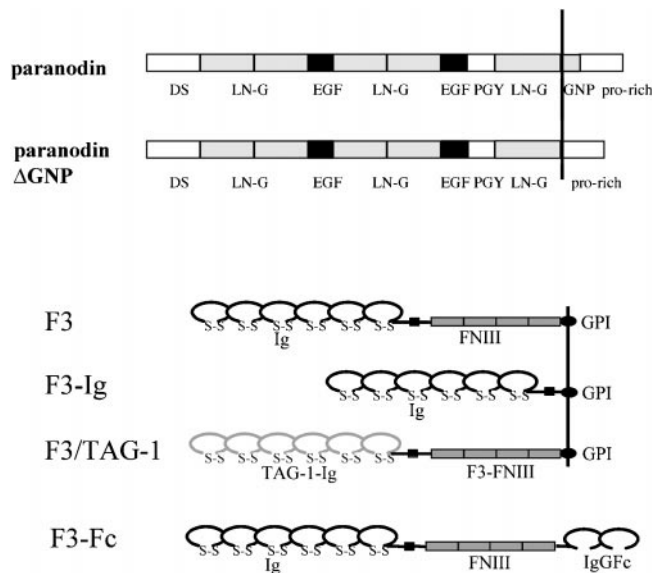 paranodin
DS LN-G EGF LN-G EGF PGY LN-G GNP pro-rich
paranodin
ΔGNP
DS LN-G EGF LN-G EGF PGY LN-G pro-rich
F3 GPI
S-S S-S S-S S-S S-S S-S
Ig FNIII
F3-Ig GPI
S-S S-S S-S S-S S-S S-S
Ig
F3/TAG-1 GPI
S-S S-S S-S S-S S-S S-S
TAG-1-Ig F3-FNIII
F3-Fc
S-S S-S S-S S-S S-S S-S
Ig FNIII IgGFc